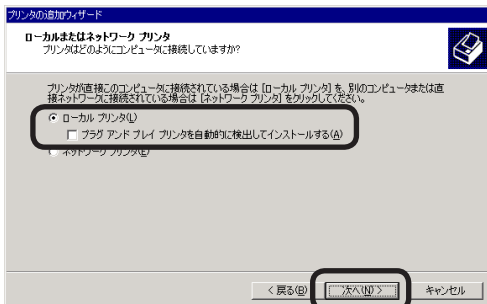 プリンタの追加ウィザード
ローカルまたはネットワーク プリンタ
プリンタはどのようにコンピュータに接続していますか?
プリンタが直接このコンピュータに接続されている場合は [ローカル プリンタ] を、別のコンピュータまたは直
接ネットワークに接続されている場合は [ネットワーク プリンタ] をクリックしてください。
ローカル プリンタ(L)
プラグ アンド プレイ プリンタを自動的に検出してインストールする(A)
ネットワーク プリンタ(E)
< 戻る(B) 次へ(N) > キャンセル